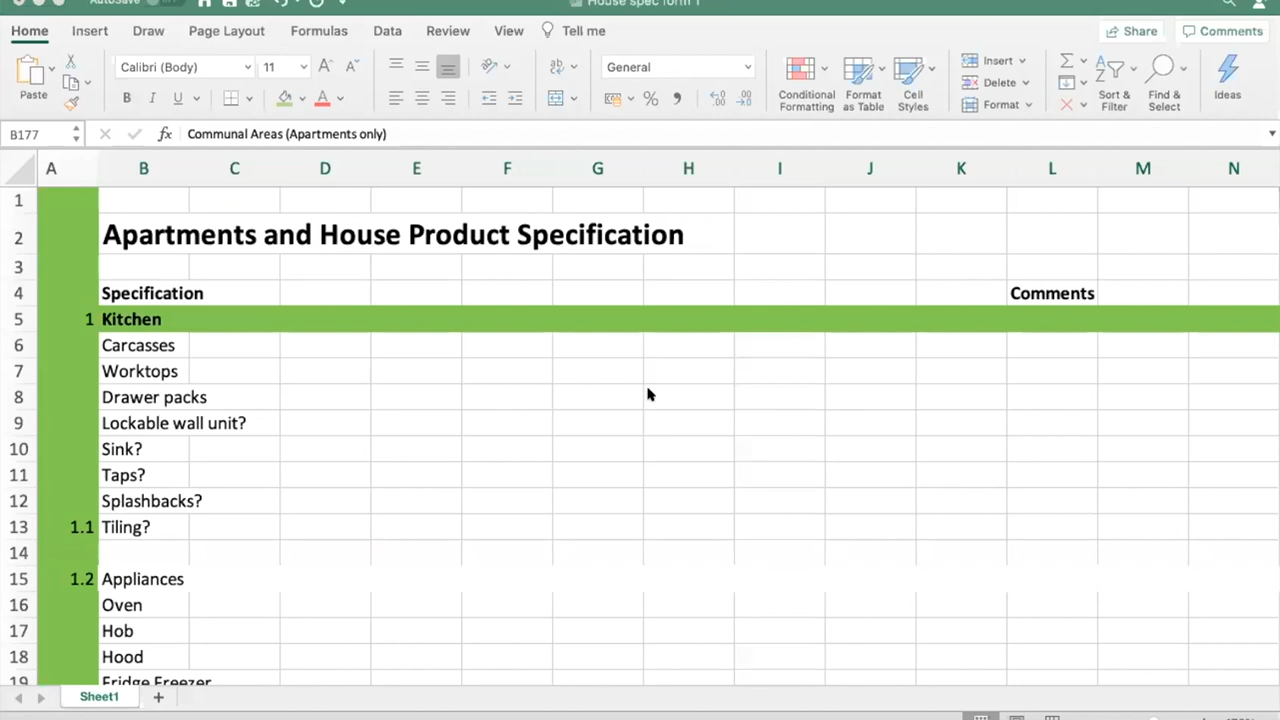 AutoSave
House spec form 1
Home Insert Draw Page Layout Formulas Data Review View Tell me Share Comments
Paste Calibri (Body) 11 General Conditional Formatting Format as Table Cell Styles Insert Delete Format Sort & Filter Find & Select Ideas
B177 fx Communal Areas (Apartments only)
A B C D E F G H I J K L M N
1
2 Apartments and House Product Specification
3
4 Specification Comments
5 1 Kitchen
6 Carcasses
7 Worktops
8 Drawer packs
9 Lockable wall unit?
10 Sink?
11 Taps?
12 Splashbacks?
13 1.1 Tiling?
14
15 1.2 Appliances
16 Oven
17 Hob
18 Hood
19 Fridge Freezer
Sheet1